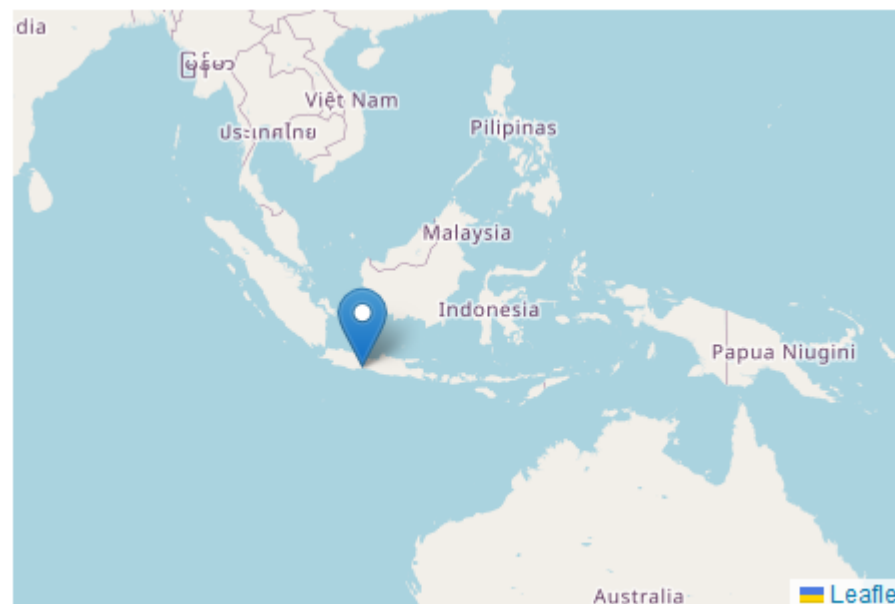 dia
မြန်မာ
Việt Nam
ประเทศไทย
Pilipinas
Malaysia
Indonesia
Papua Niugini
Australia
Leafle